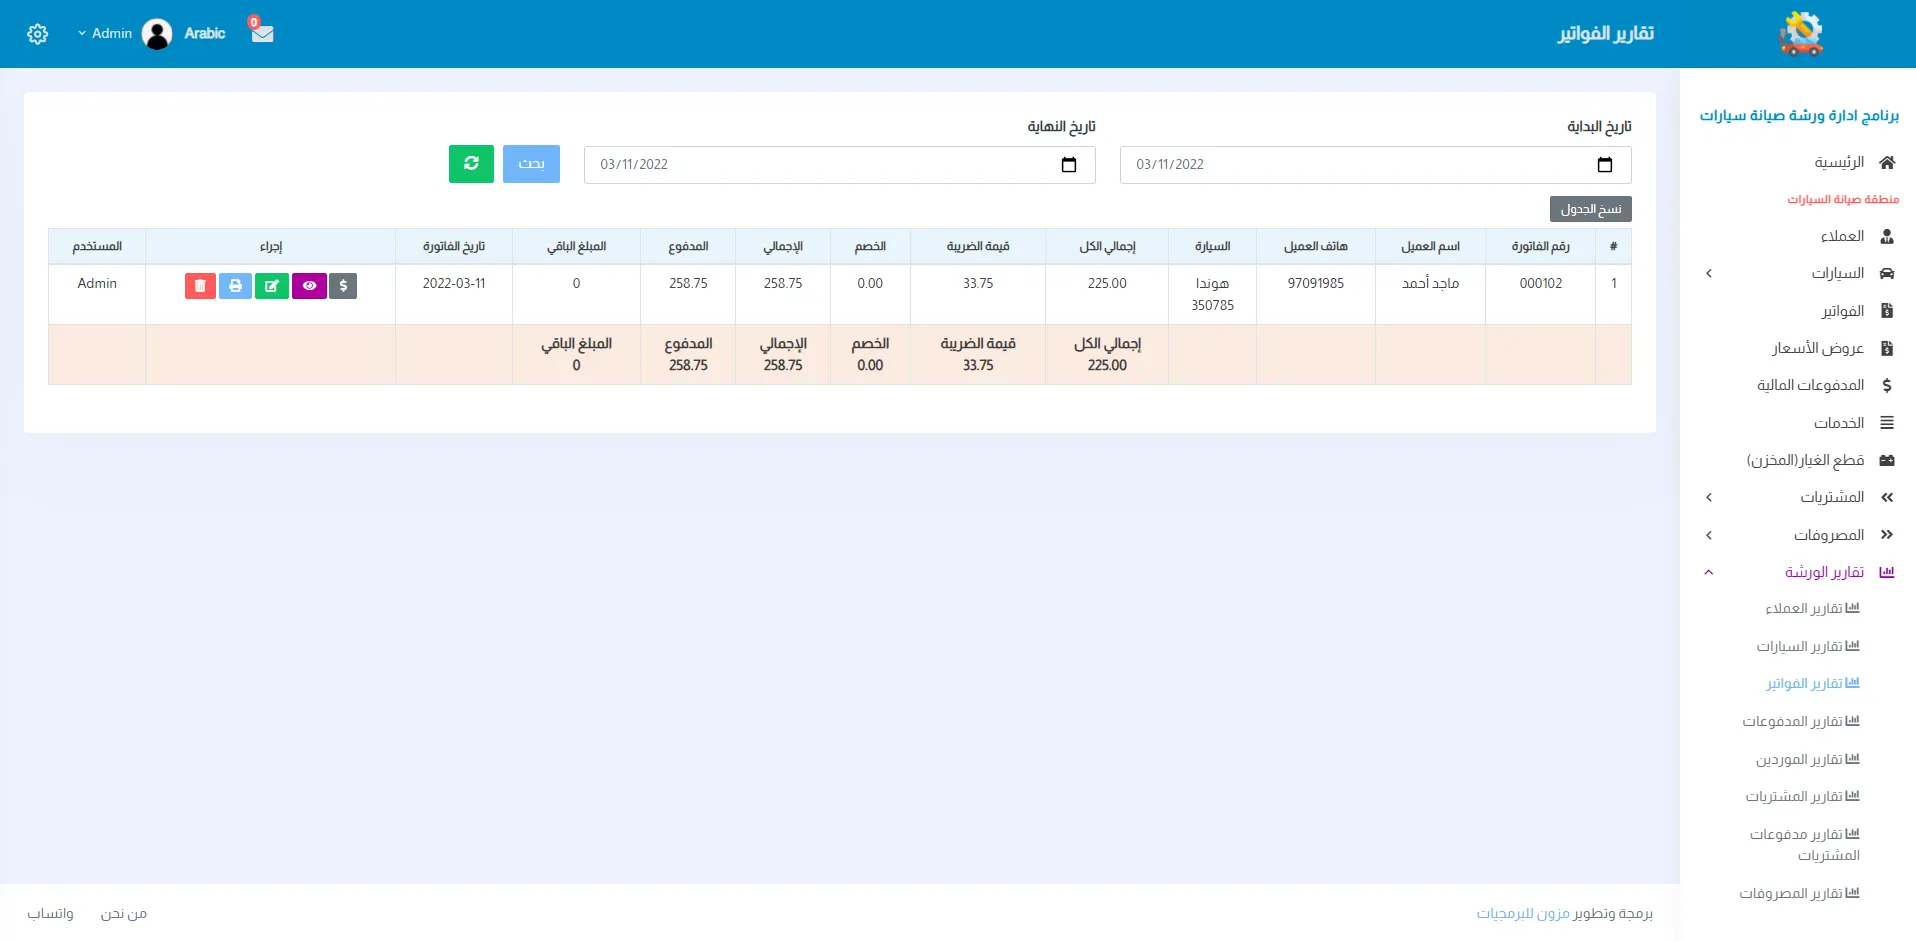 تقارير الفواتير
0
Arabic
Admin
برنامج ادارة ورشة صيانة سيارات
الرئيسية
منطقة صيانة السيارات
العملاء
السيارات
الفواتير
عروض الأسعار
المدفوعات المالية
الخدمات
قطع الغيار(المخزن)
المشتريات
المصروفات
تقارير الورشة
تقارير العملاء
تقارير السيارات
تقارير الفواتير
تقارير المدفوعات
تقارير الموردين
تقارير المشتريات
تقارير مدفوعات
المشتريات
تقارير المصروفات
تاريخ البداية
03/11/2022
تاريخ النهاية
03/11/2022
بحث
نسخ الجدول
# رقم الفاتورة اسم العميل هاتف العميل السيارة إجمالي الكل قيمة الضريبة الخصم الإجمالي المدفوع المبلغ الباقي تاريخ الفاتورة إجراء المستخدم
1 000102 ماجد أحمد 97091985 هوندا 225.00 33.75 0.00 258.75 258.75 0 2022-03-11 Admin
350785
إجمالي الكل قيمة الضريبة الخصم الإجمالي المدفوع المبلغ الباقي
225.00 33.75 0.00 258.75 258.75 0
برمجة وتطوير مزون للبرمجيات
من نحن
واتساب